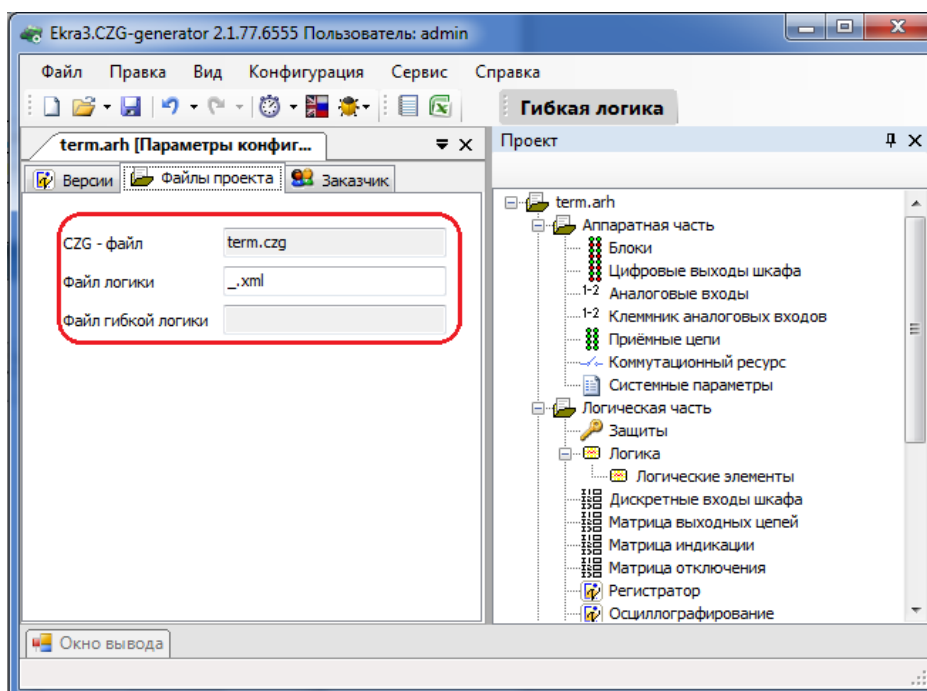 Ekra3.CZG-generator 2.1.77.6555 Пользователь: admin
Файл Правка Вид Конфигурация Сервис Справка
Гибкая логика
term.arh [Параметры конфиг...
Проект
Версии Файлы проекта Заказчик
CZG - файл term.czg
Файл логики _.xml
Файл гибкой логики
term.arh
Аппаратная часть
Блоки
Цифровые выходы шкафа
1-2 Аналоговые входы
1-2 Клеммник аналоговых входов
Приёмные цепи
Коммутационный ресурс
Системные параметры
Логическая часть
Защиты
Логика
Логические элементы
Дискретные входы шкафа
Матрица выходных цепей
Матрица индикации
Матрица отключения
Регистратор
Осциллографирование
Окно вывода